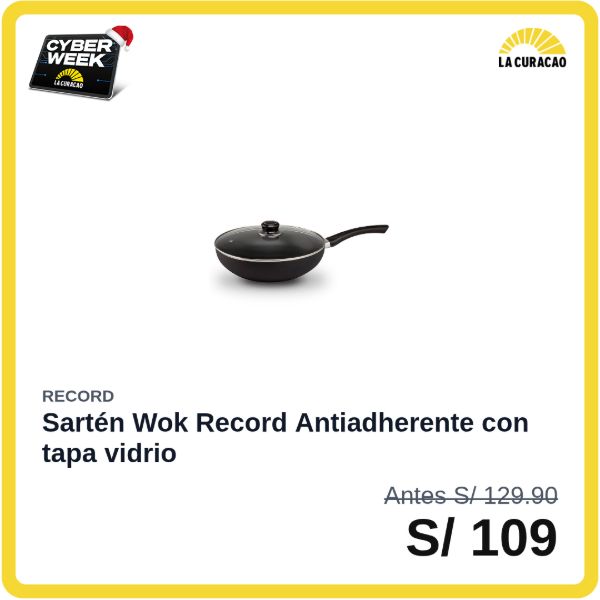 CYBER
WEEK
LA CURACAO
LA CURACAO
RECORD
Sartén Wok Record Antiadherente con
tapa vidrio
Antes S/ 129.90
S/ 109